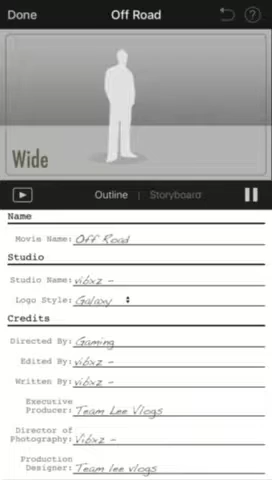 Done Off Road ?
Wide
Outline | Storyboard
Name
Movie Name: Off Road
Studio
Studio Name: vibxz -
Logo Style: Galaxy
Credits
Directed By: Gaming
Edited By: vibxz -
Written By: vibxz -
Executive
Producer: Team Lee Vlogs
Director of
Photography: Vibxz -
Production
Designer: Team lee vlogs